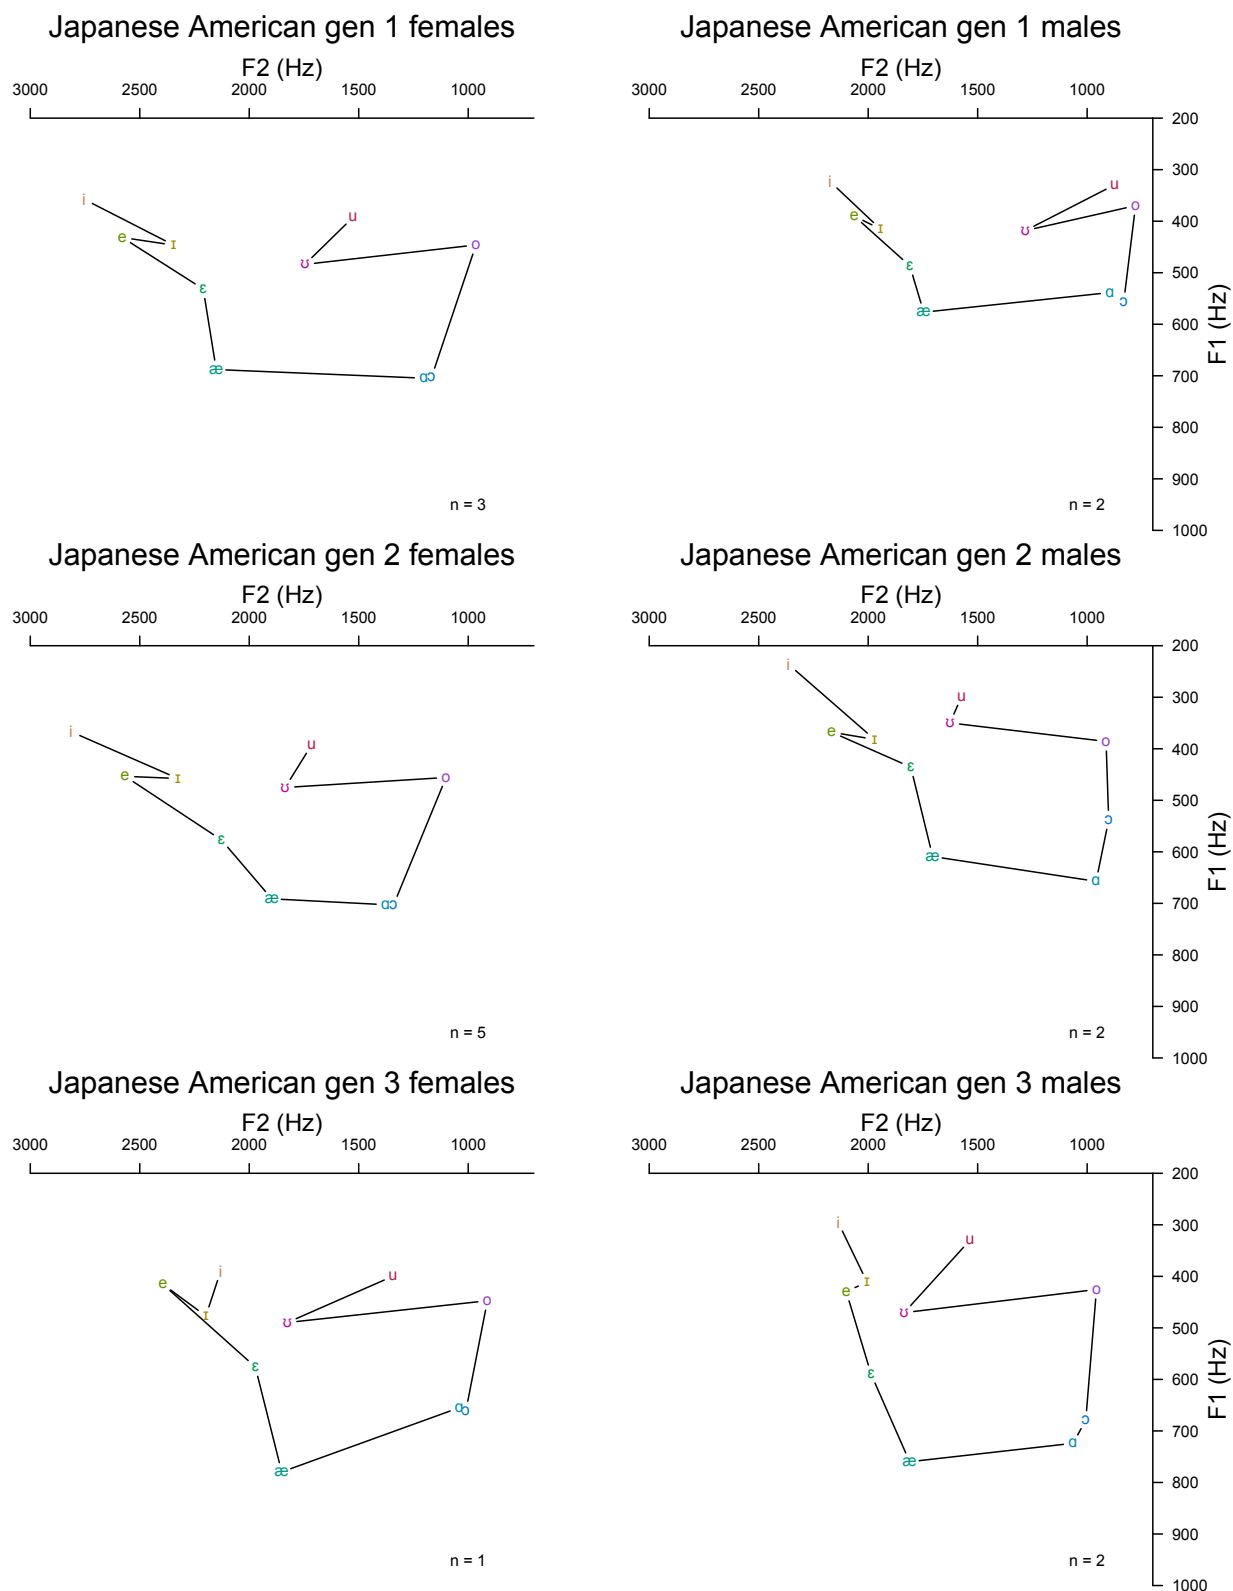 Japanese American gen 1 females
F2 (Hz)
3000 2500 2000 1500 1000
i
u
e
ɪ
o
ʊ
ɛ
æ
ɑɔ
n = 3
Japanese American gen 1 males
F2 (Hz)
3000 2500 2000 1500 1000
200
300
400
500
600
700
800
900
1000
F1 (Hz)
i
u
o
e
ɪ
ʊ
ɛ
ɑ
ɔ
æ
n = 2
Japanese American gen 2 females
F2 (Hz)
3000 2500 2000 1500 1000
i
u
e
ɪ
o
ʊ
ɛ
æ
ɑɔ
n = 5
Japanese American gen 2 males
F2 (Hz)
3000 2500 2000 1500 1000
200
300
400
500
600
700
800
900
1000
F1 (Hz)
i
u
ʊ
e
ɪ
o
ɛ
ɔ
æ
ɑ
n = 2
Japanese American gen 3 females
F2 (Hz)
3000 2500 2000 1500 1000
i
u
e
o
ɪ
ʊ
ɛ
ɑɔ
æ
n = 1
Japanese American gen 3 males
F2 (Hz)
3000 2500 2000 1500 1000
200
300
400
500
600
700
800
900
1000
F1 (Hz)
i
u
ɪ
e
o
ʊ
ɛ
ɔ
ɑ
æ
n = 2